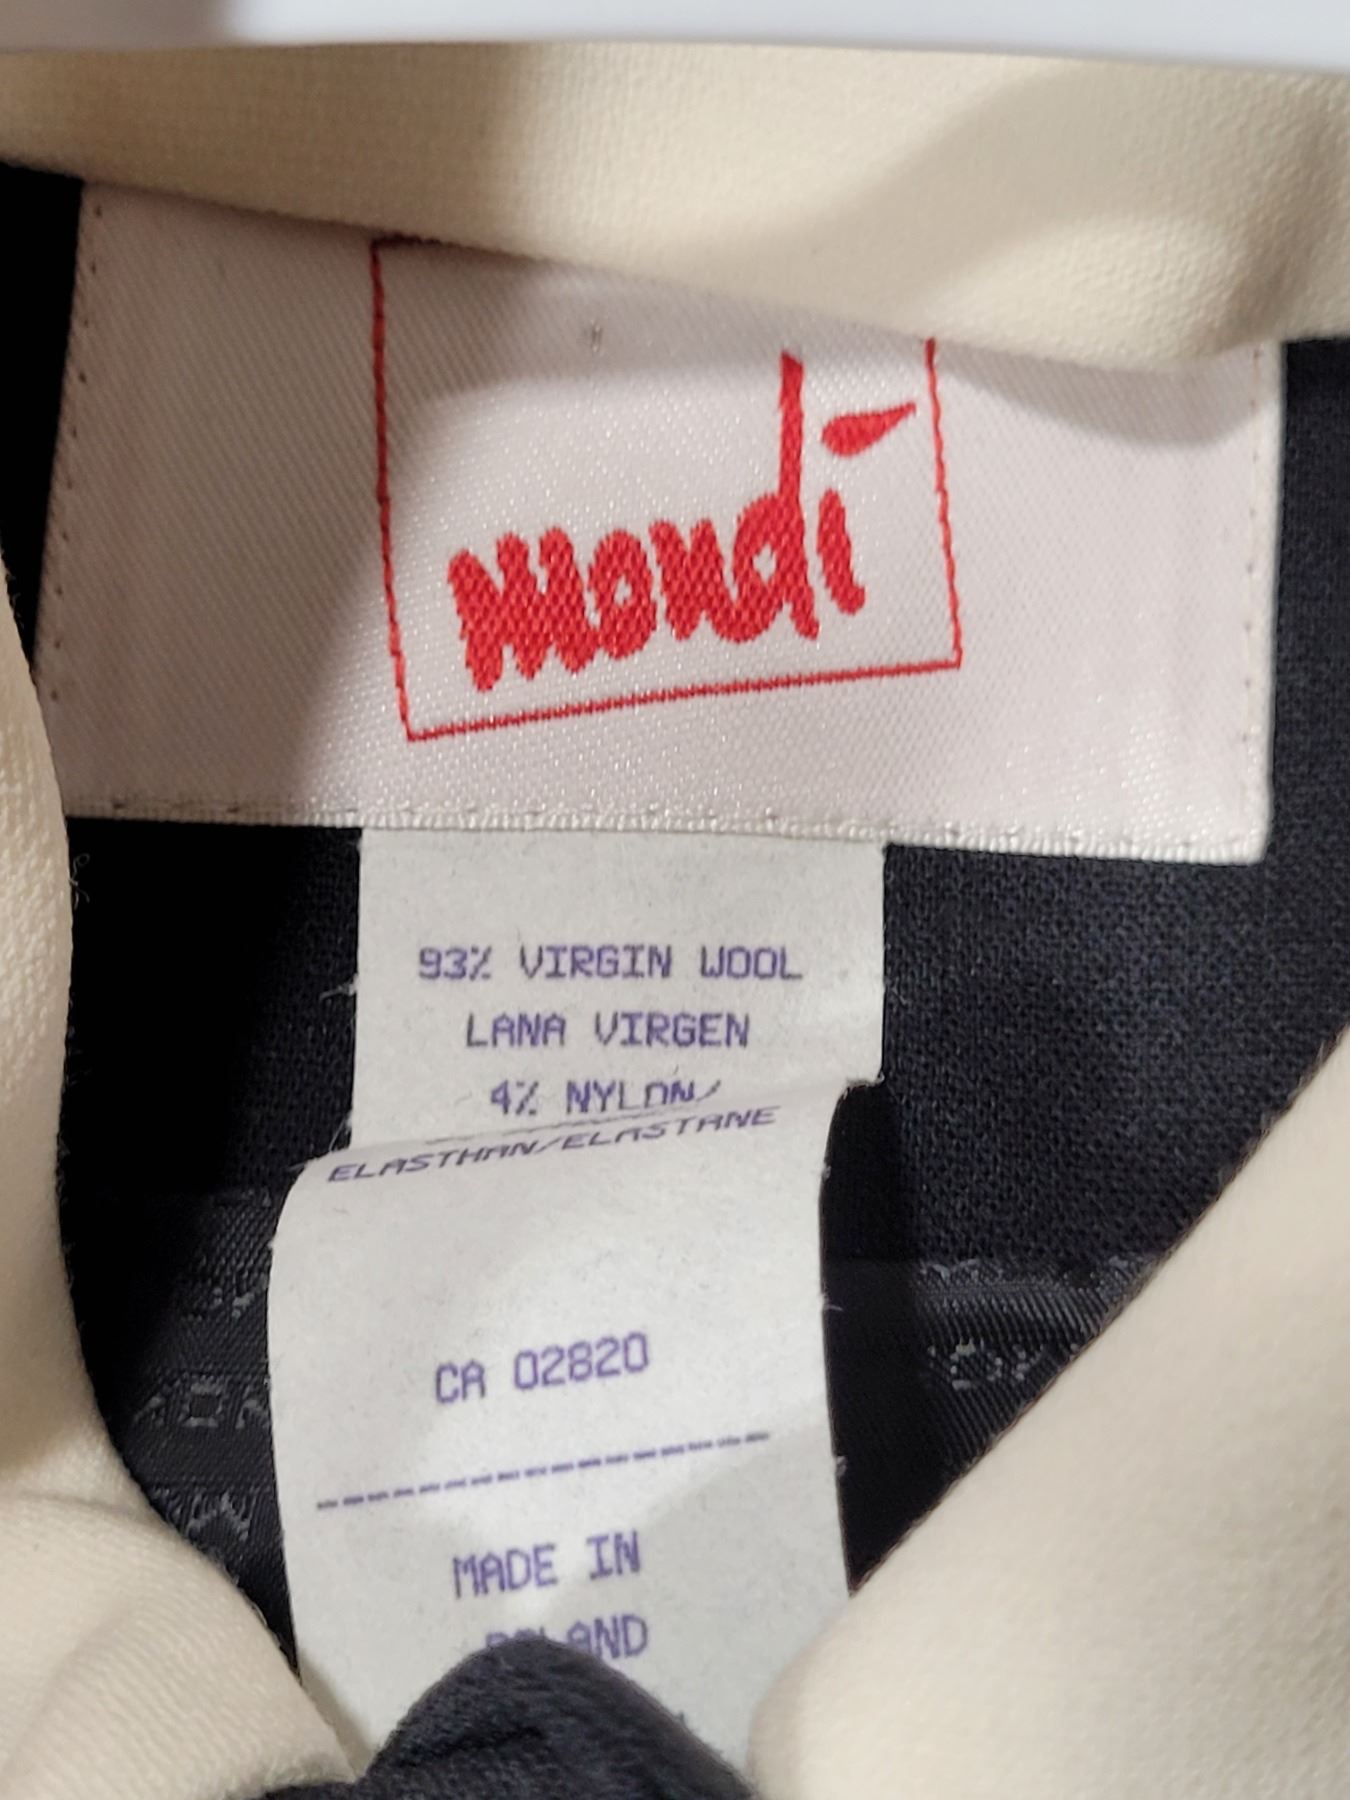 mondi
93% VIRGIN WOOL
LANA VIRGEN
4% NYLON/
ELASTHAN/ELASTANE
CA 02820
MADE IN